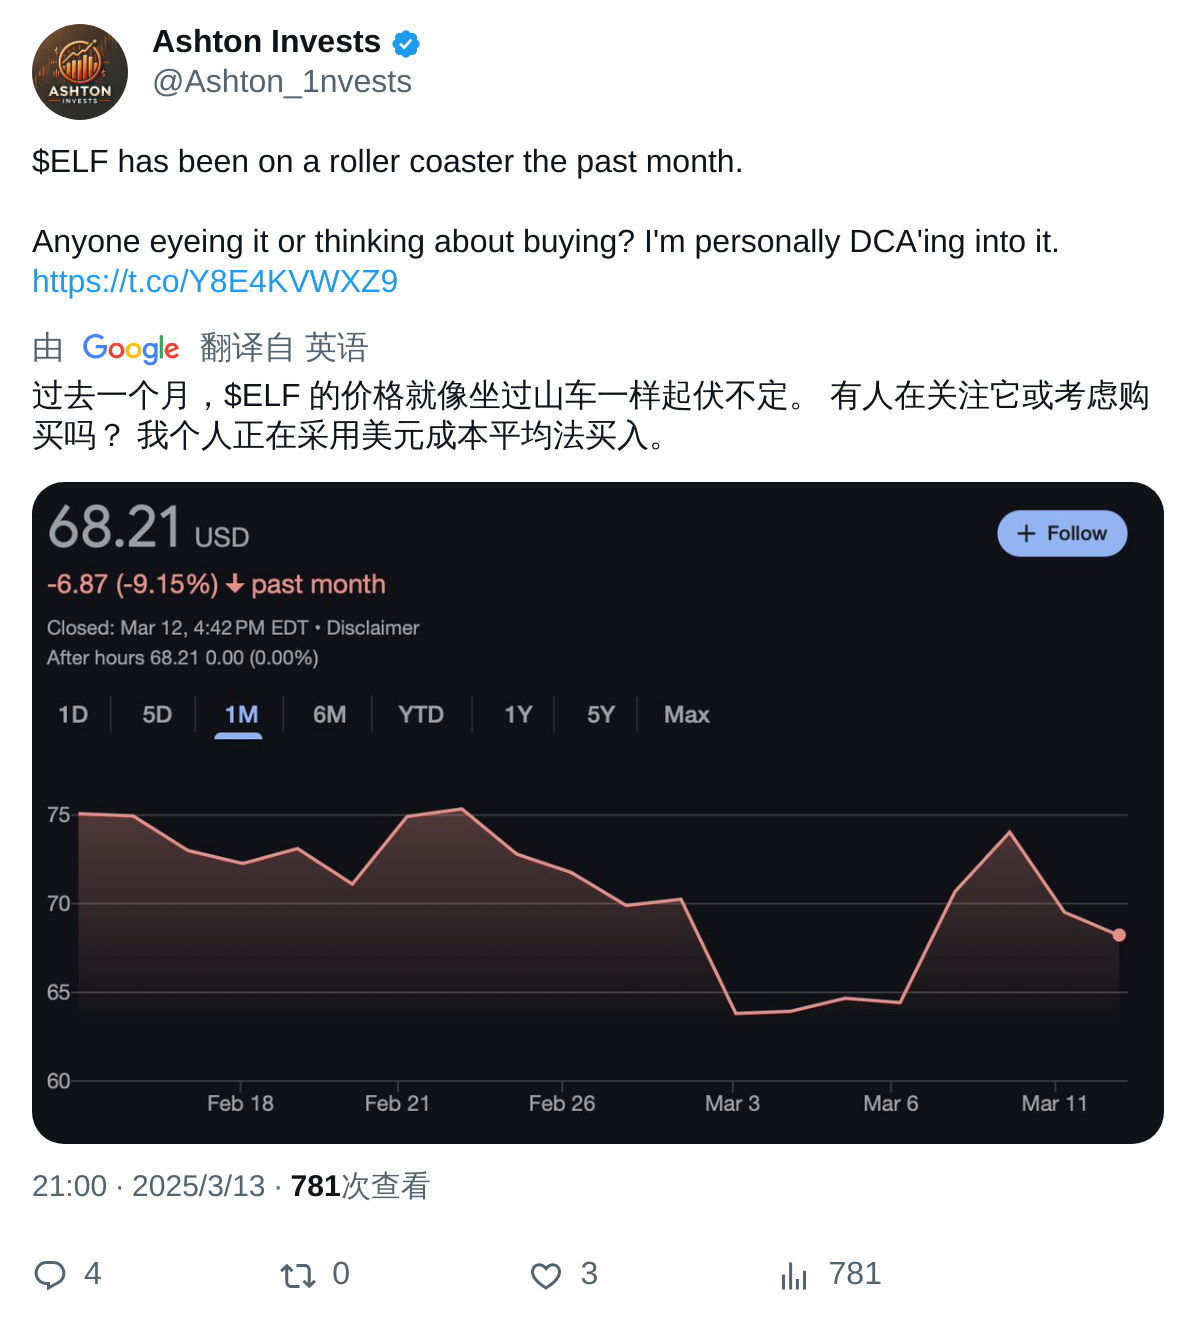 ASHTON
INVESTS
Ashton Invests
@Ashton_1nvests
$ELF has been on a roller coaster the past month.
Anyone eyeing it or thinking about buying? I'm personally DCA'ing into it.
https://t.co/Y8E4KVWXZ9
由 Google 翻译自 英语
过去一个月，$ELF 的价格就像坐过山车一样起伏不定。 有人在关注它或考虑购
买吗？ 我个人正在采用美元成本平均法买入。
68.21 USD
+ Follow
-6.87 (-9.15%) ↓ past month
Closed: Mar 12, 4:42 PM EDT • Disclaimer
After hours 68.21 0.00 (0.00%)
1D 5D 1M 6M YTD 1Y 5Y Max
75
70
65
60
Feb 18 Feb 21 Feb 26 Mar 3 Mar 6 Mar 11
21:00 · 2025/3/13 · 781次查看
4 0 3 781